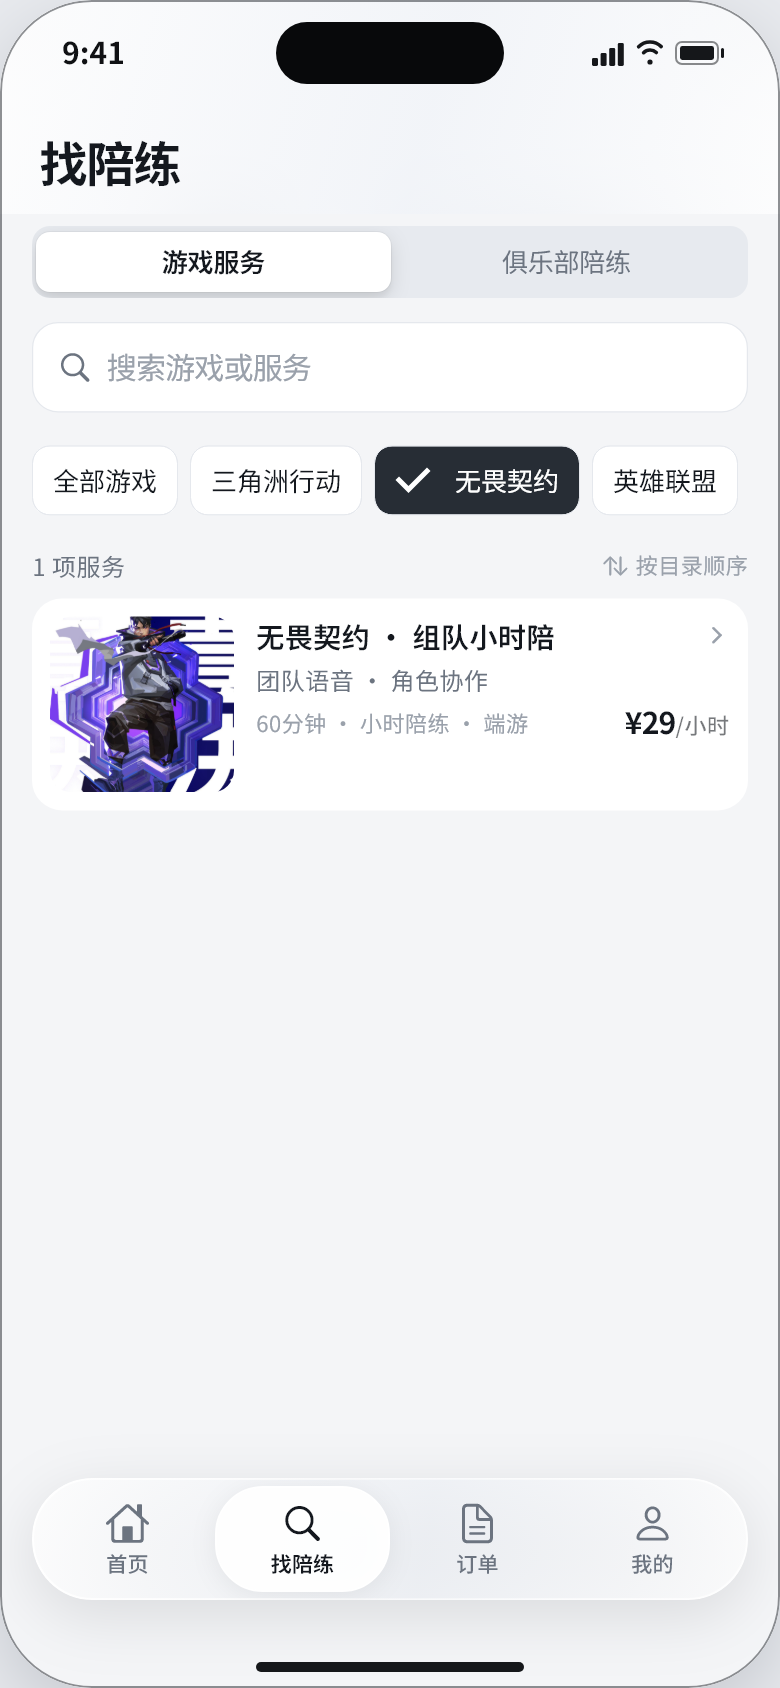 9:41
找陪练
游戏服务
俱乐部陪练
搜索游戏或服务
全部游戏
三角洲行动
无畏契约
英雄联盟
1 项服务
按目录顺序
无畏契约 · 组队小时陪
团队语音 · 角色协作
60分钟 · 小时陪练 · 端游
¥29/小时
首页
找陪练
订单
我的